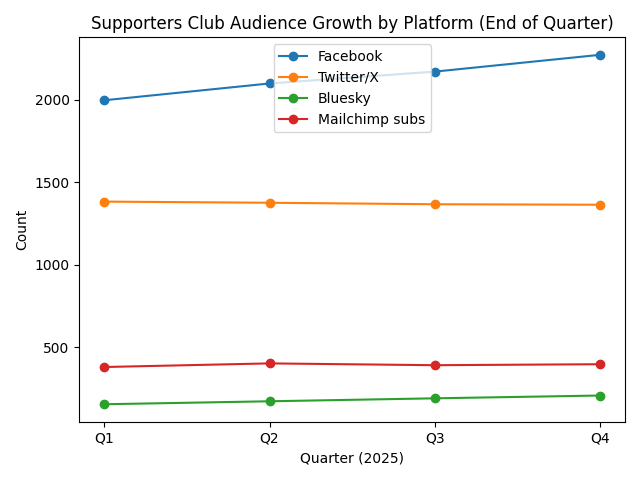 Supporters Club Audience Growth by Platform (End of Quarter)
Facebook
Twitter/X
Bluesky
Mailchimp subs
2000
1500
1000
500
Count
Q1 Q2 Q3 Q4
Quarter (2025)